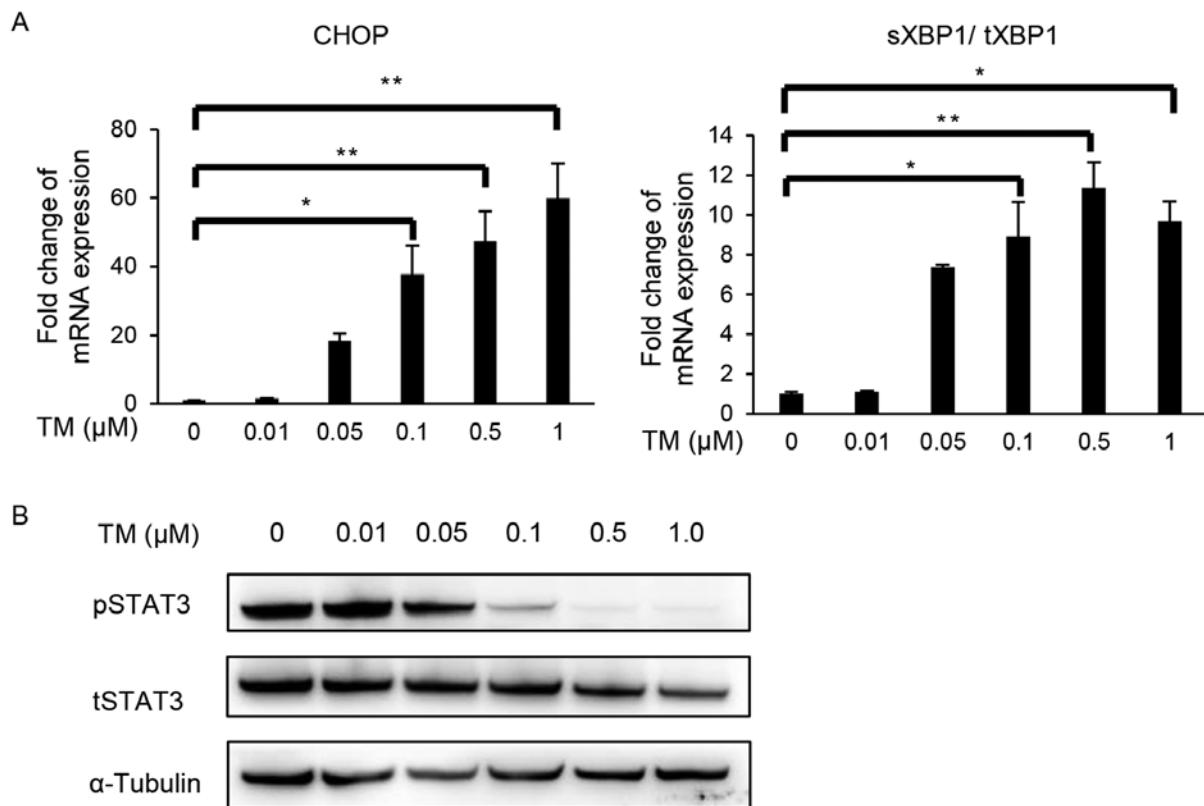 A
CHOP
**
**
*
Fold change of
mRNA expression
80
60
40
20
0
TM (µM)
0 0.01 0.05 0.1 0.5 1
sXBP1/ tXBP1
*
**
*
Fold change of
mRNA expression
14
12
10
8
6
4
2
0
TM (µM)
0 0.01 0.05 0.1 0.5 1
B
TM (µM) 0 0.01 0.05 0.1 0.5 1.0
pSTAT3
tSTAT3
α-Tubulin